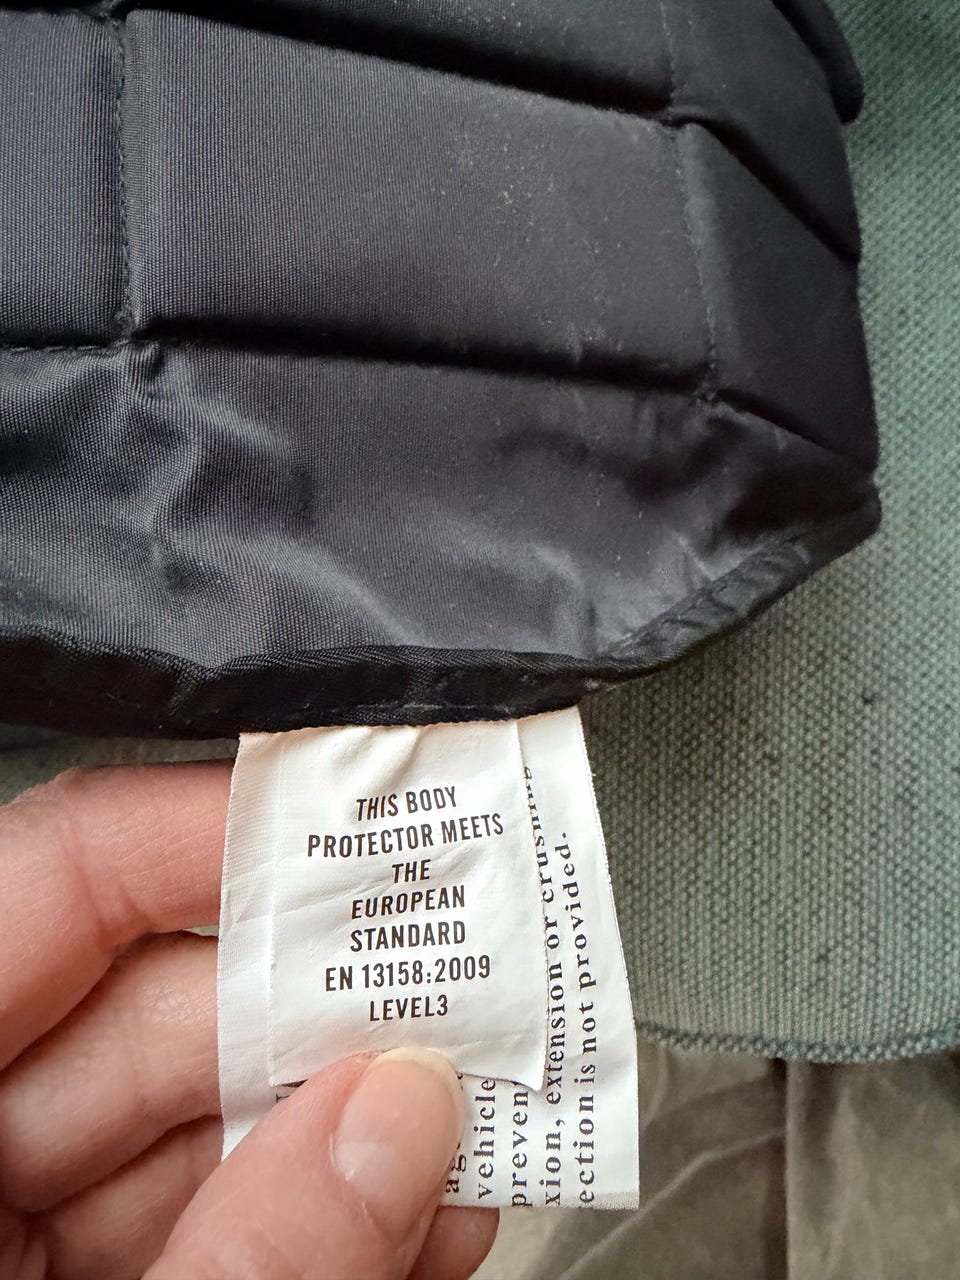 THIS BODY
PROTECTOR MEETS
THE
EUROPEAN
STANDARD
EN 13158:2009
LEVEL3
vehicle
preven
xion, extension or crushing
ection is not provided.